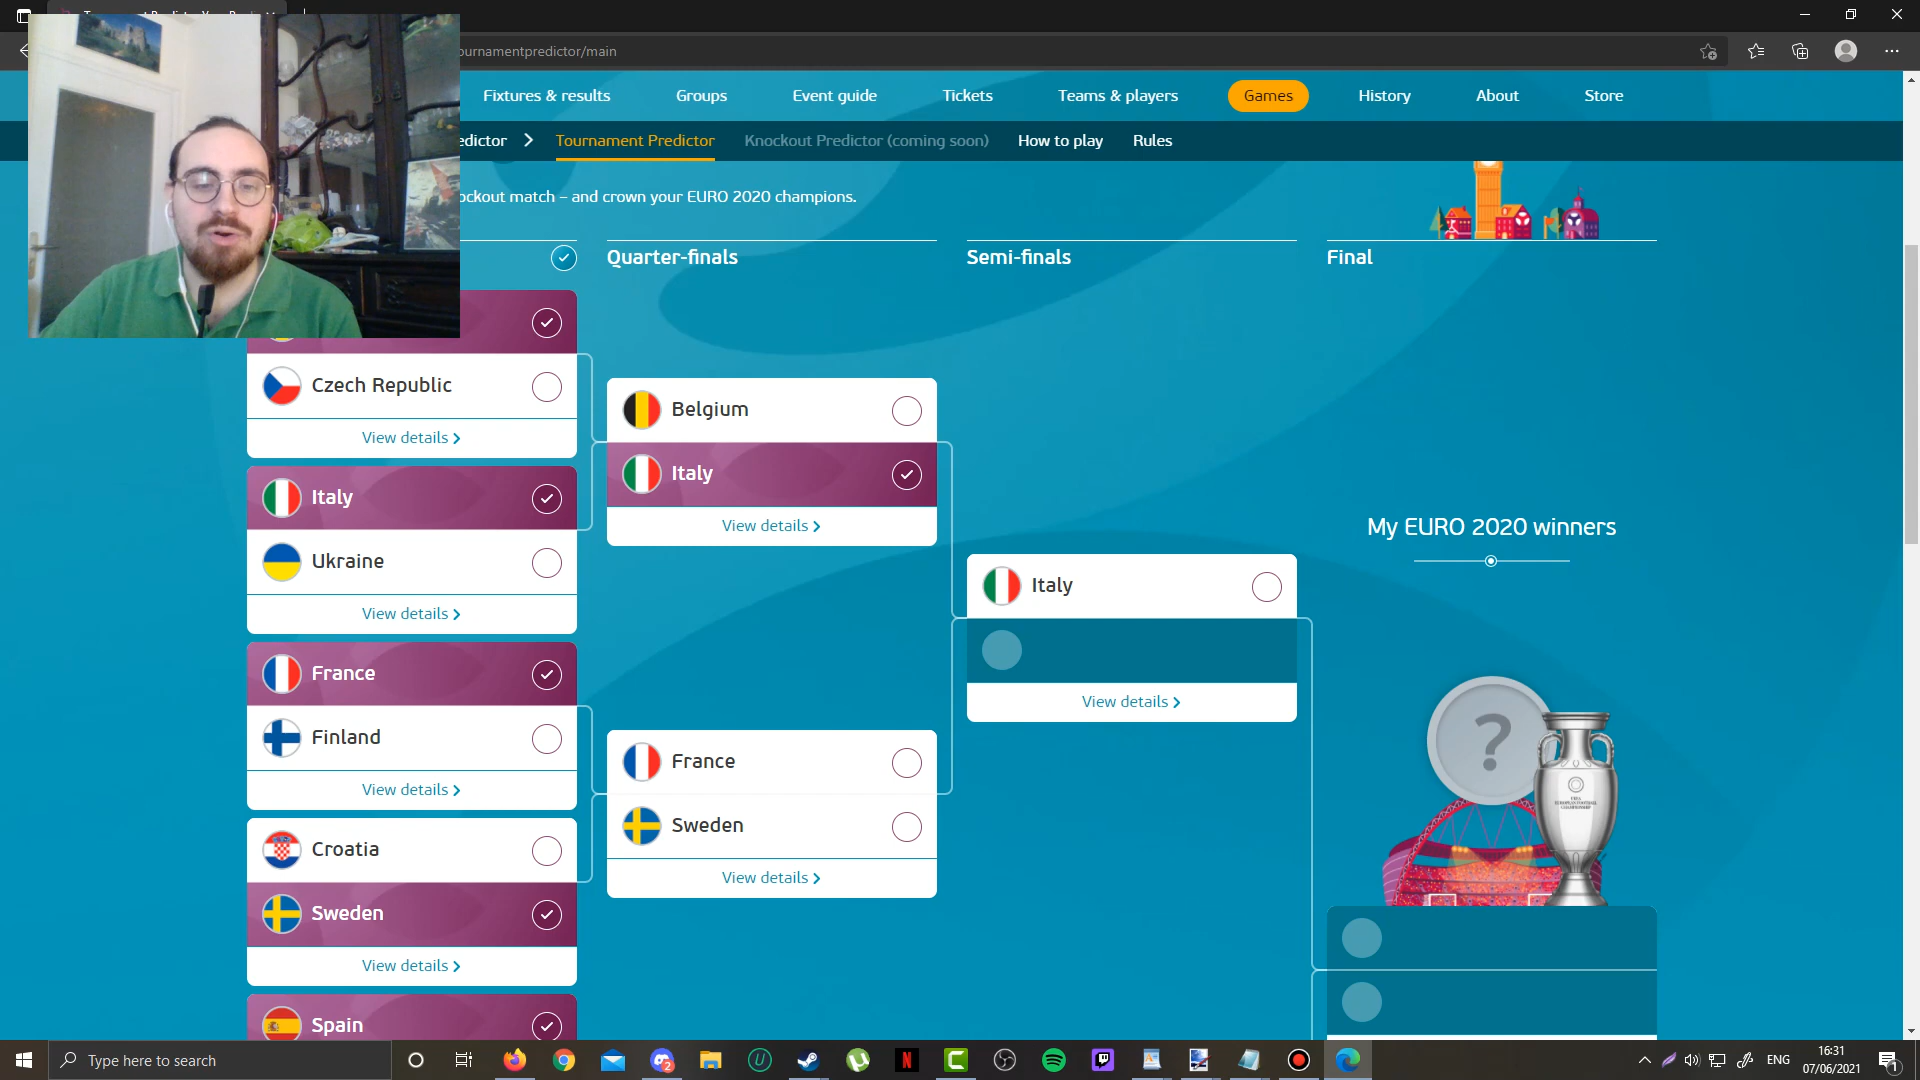 ournamentpredictor/main
Fixtures & results
Groups
Event guide
Tickets
Teams & players
Games
History
About
Store
edictor
Tournament Predictor
Knockout Predictor (coming soon)
How to play
Rules
ockout match – and crown your EURO 2020 champions.
Quarter-finals
Semi-finals
Final
Czech Republic
View details
Italy
Ukraine
View details
France
Finland
View details
Croatia
Sweden
View details
Spain
Belgium
Italy
View details
France
Sweden
View details
Italy
View details
My EURO 2020 winners
?
Type here to search
2
ENG
16:31
07/06/2021
1